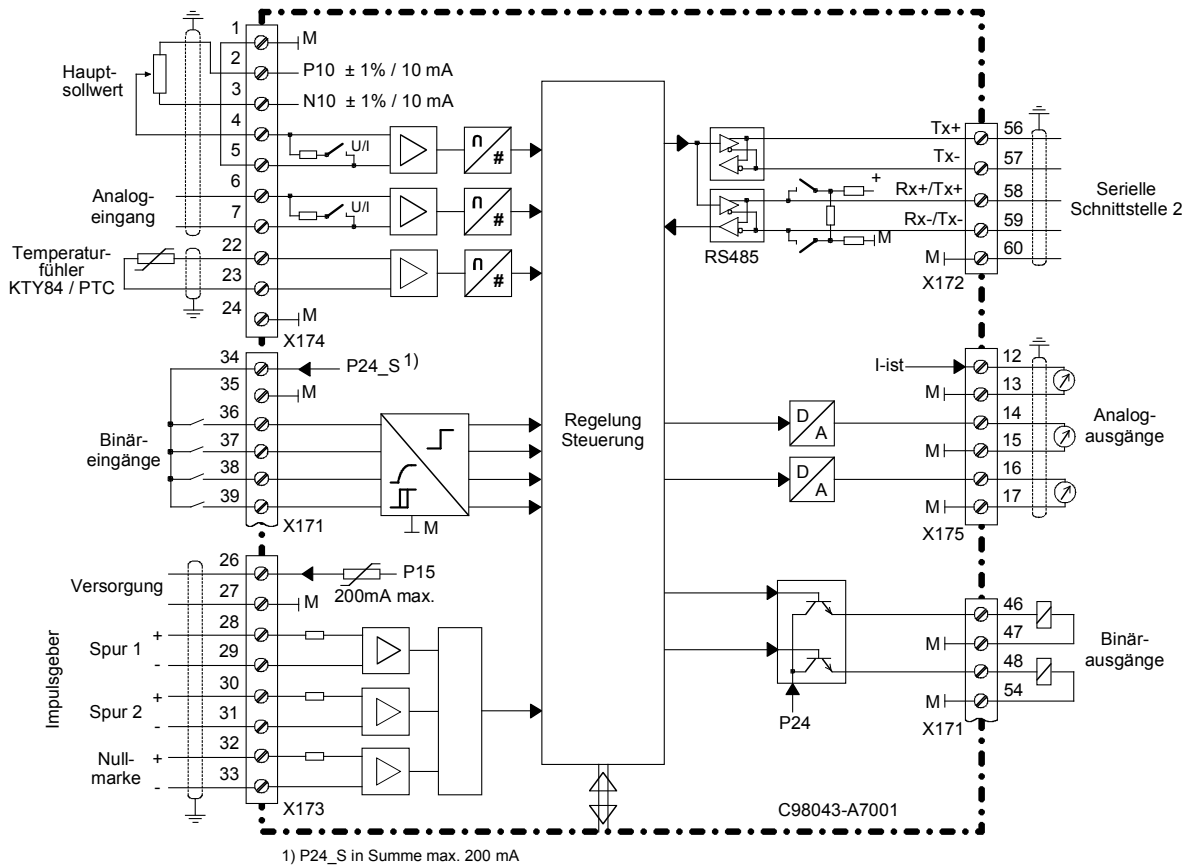 1
M
2
P10 ± 1% / 10 mA
3
N10 ± 1% / 10 mA
Haupt-
sollwert
4
U/I
5
∩
#
6
U/I
7
∩
#
Analog-
eingang
22
23
∩
#
Temperatur-
fühler
KTY84 / PTC
24
M
X174
34
P24_S 1)
35
M
36
37
38
39
Binär-
eingänge
M
X171
26
P15
200mA max.
Versorgung
27
M
28
+
Spur 1
29
-
30
+
Spur 2
31
-
32
+
Null-
marke
33
-
Impulsgeber
X173
Regelung
Steuerung
Tx+
56
Tx-
57
Rx+/Tx+
58
+
Rx-/Tx-
59
M
M
60
RS485
X172
Serielle
Schnittstelle 2
I-ist
12
M
13
D
A
14
M
15
D
A
16
M
17
X175
Analog-
ausgänge
46
M
47
48
M
54
P24
X171
Binär-
ausgänge
C98043-A7001
1) P24_S in Summe max. 200 mA